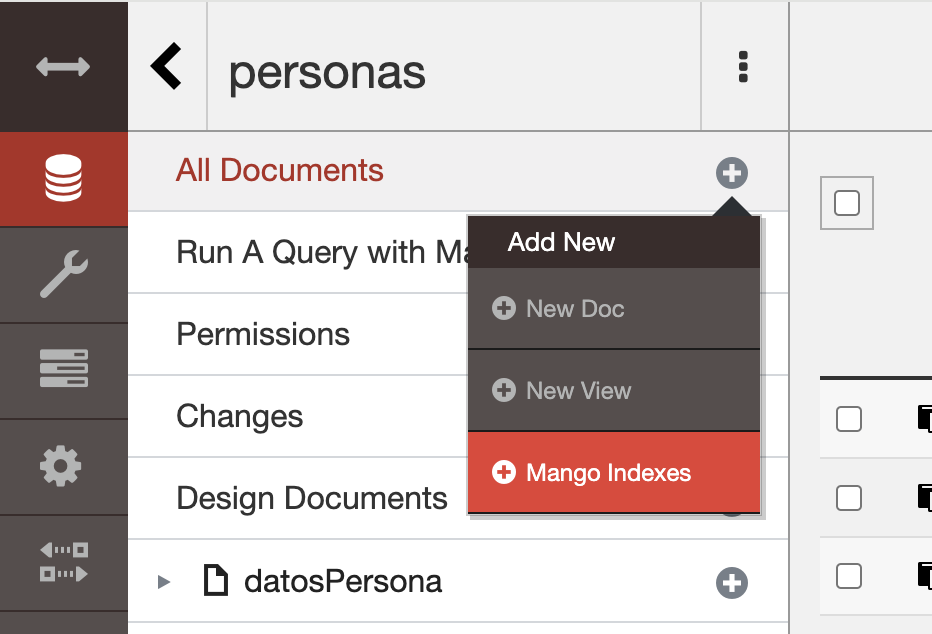 personas
All Documents
Add New
Run A Query with Ma
New Doc
Permissions
New View
Changes
Mango Indexes
Design Documents
datosPersona